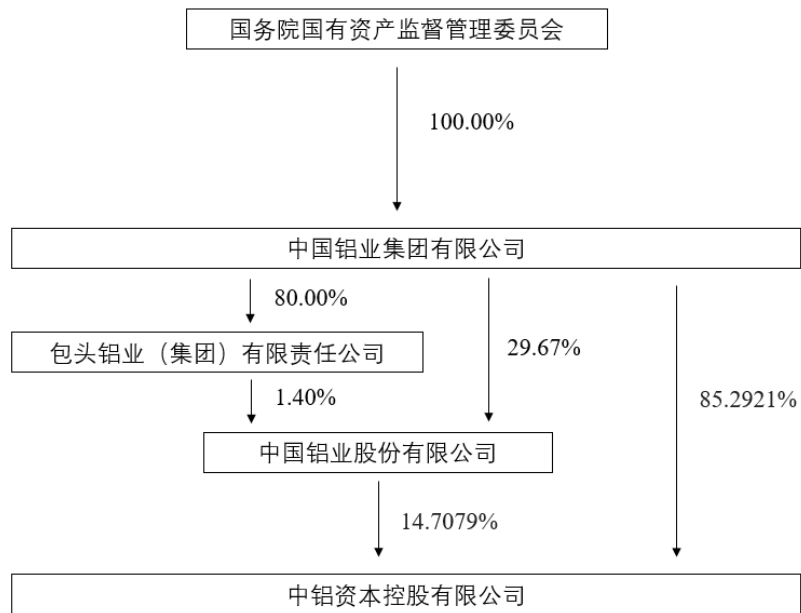 国务院国有资产监督管理委员会
100.00%
中国铝业集团有限公司
80.00%
包头铝业（集团）有限责任公司
29.67%
1.40%
85.2921%
中国铝业股份有限公司
14.7079%
中铝资本控股有限公司